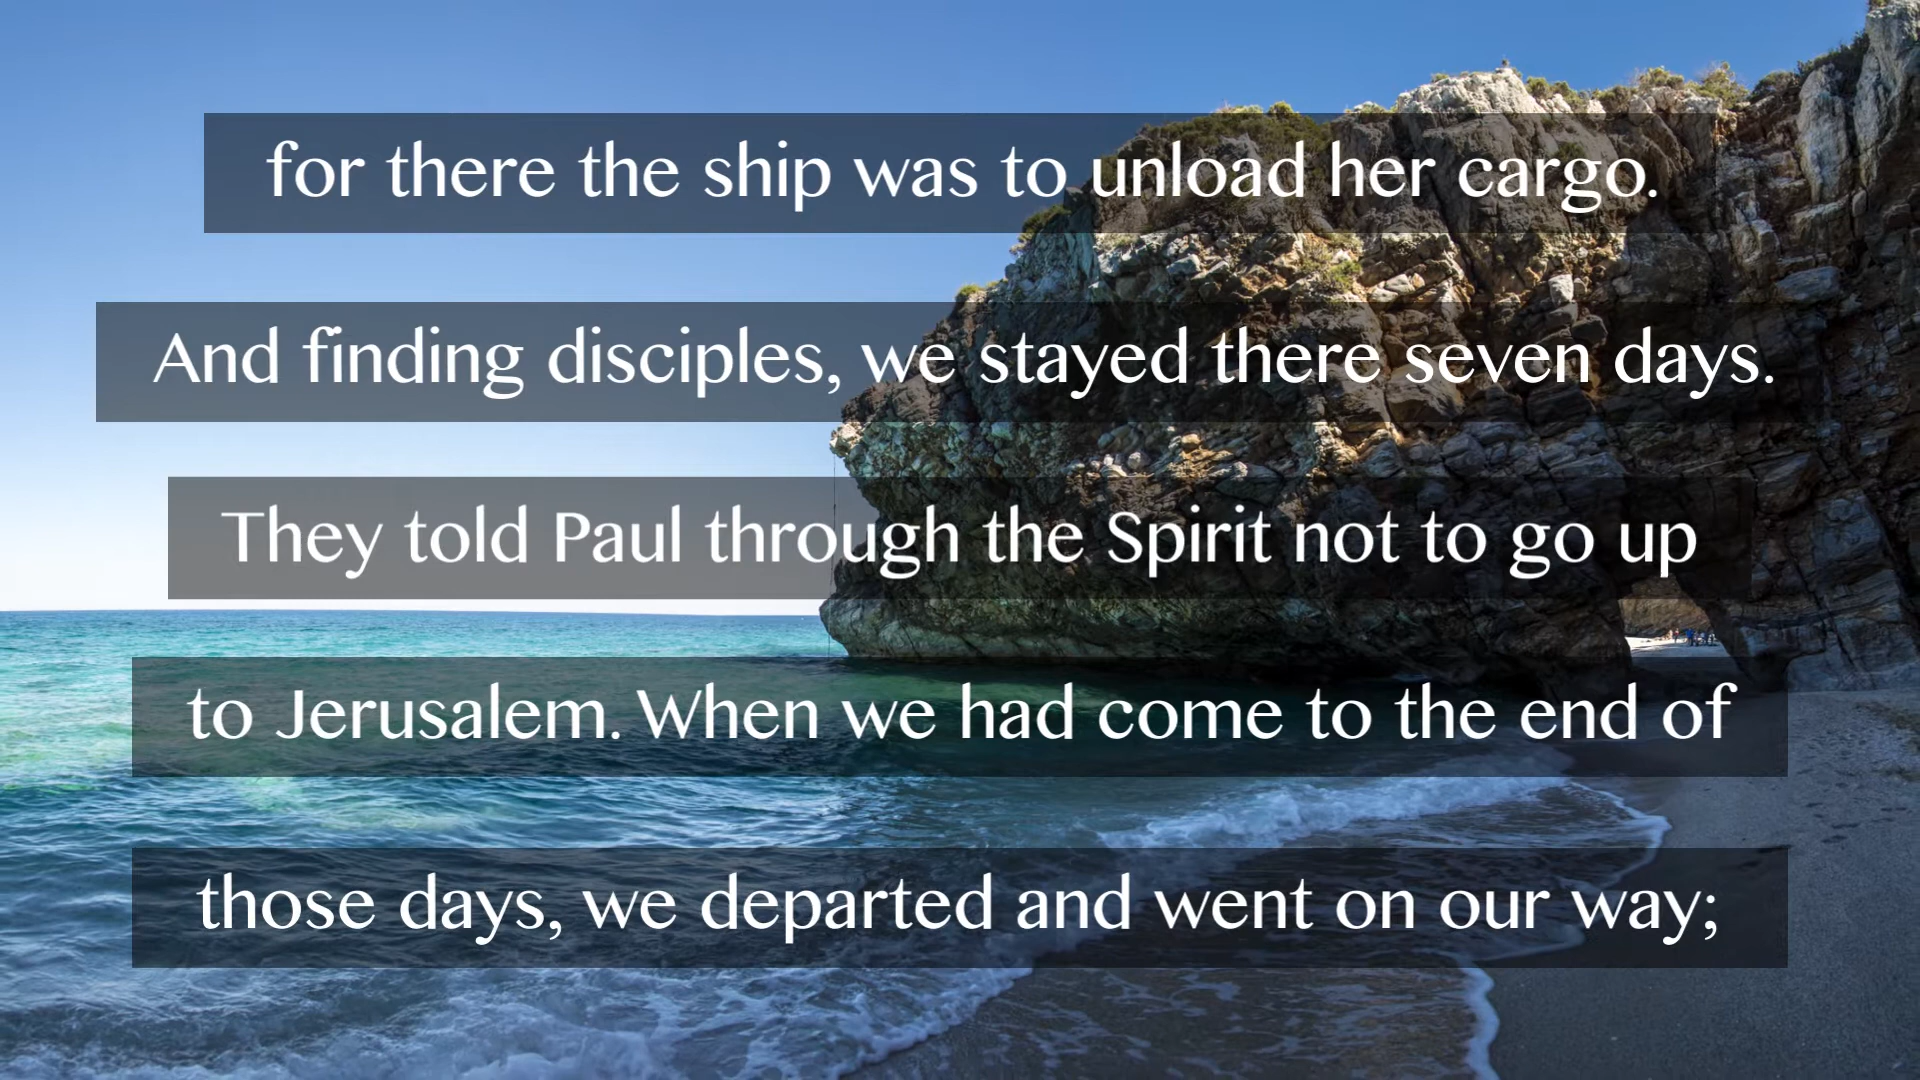 for there the ship was to unload her cargo.
And finding disciples, we stayed there seven days.
They told Paul through the Spirit not to go up
to Jerusalem. When we had come to the end of
those days, we departed and went on our way;